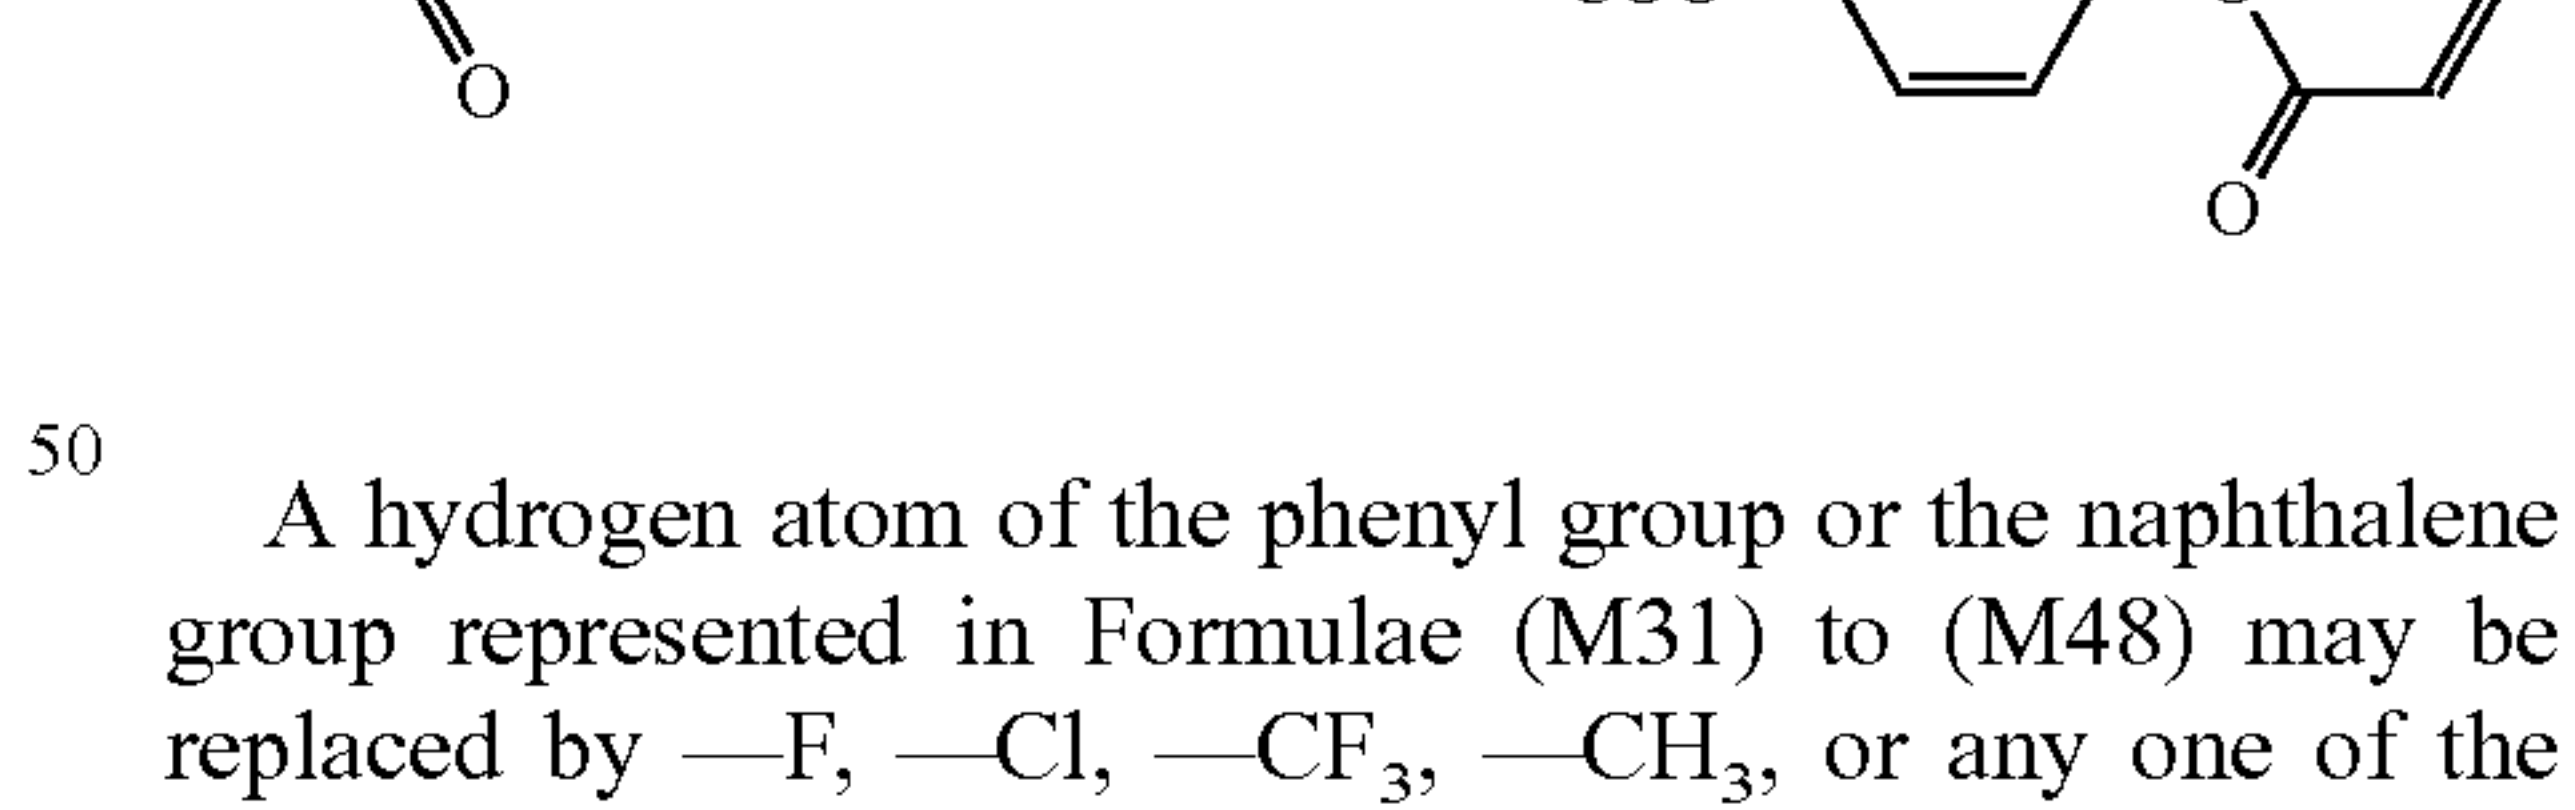 O
O
50
A hydrogen atom of the phenyl group or the naphthalene
group represented in Formulae (M31) to (M48) may be
replaced by —F, —Cl, —CF₃, —CH₃, or any one of the